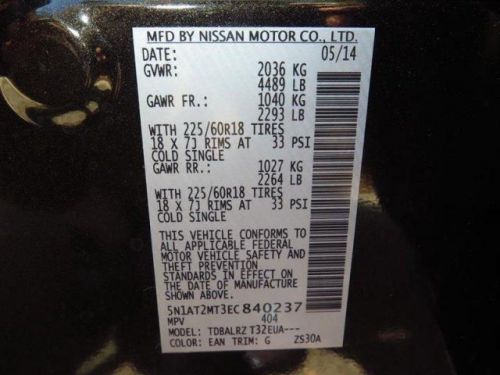 MFD BY NISSAN MOTOR CO., LTD.
DATE: 05/14
GVWR: 2036 KG
4489 LB
GAWR FR.: 1040 KG
2293 LB
WITH 225/60R18 TIRES
18 X 7J RIMS AT 33 PSI
COLD SINGLE
GAWR RR.: 1027 KG
2264 LB
WITH 225/60R18 TIRES
18 X 7J RIMS AT 33 PSI
COLD SINGLE
THIS VEHICLE CONFORMS TO
ALL APPLICABLE FEDERAL
MOTOR VEHICLE SAFETY AND
THEFT PREVENTION
STANDARDS IN EFFECT ON THE
DATE OF MANUFACTURE
5N1AT2MT3EC840237
MPV 404
MODEL: TDBALRZ T32EUA---
COLOR: EAN TRIM: G ZS30A